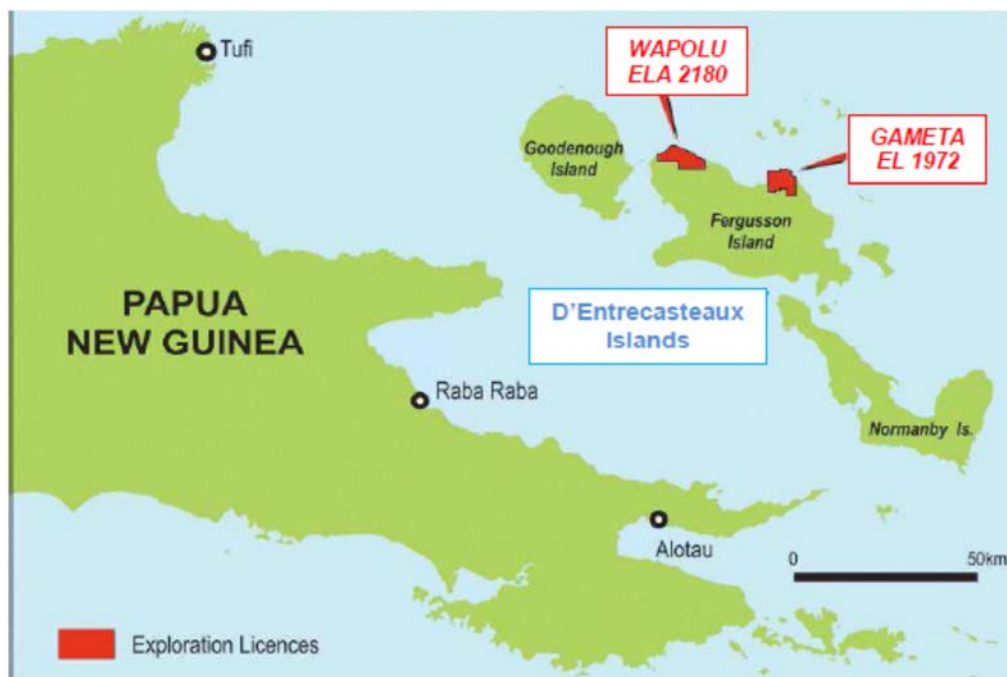 Tufi
WAPOLU
ELA 2180
GAMETA
EL 1972
Goodenough
Island
Fergusson
Island
PAPUA
NEW GUINEA
D'Entrecasteaux
Islands
Raba Raba
Normanby Is.
Alotau
0 50km
Exploration Licences